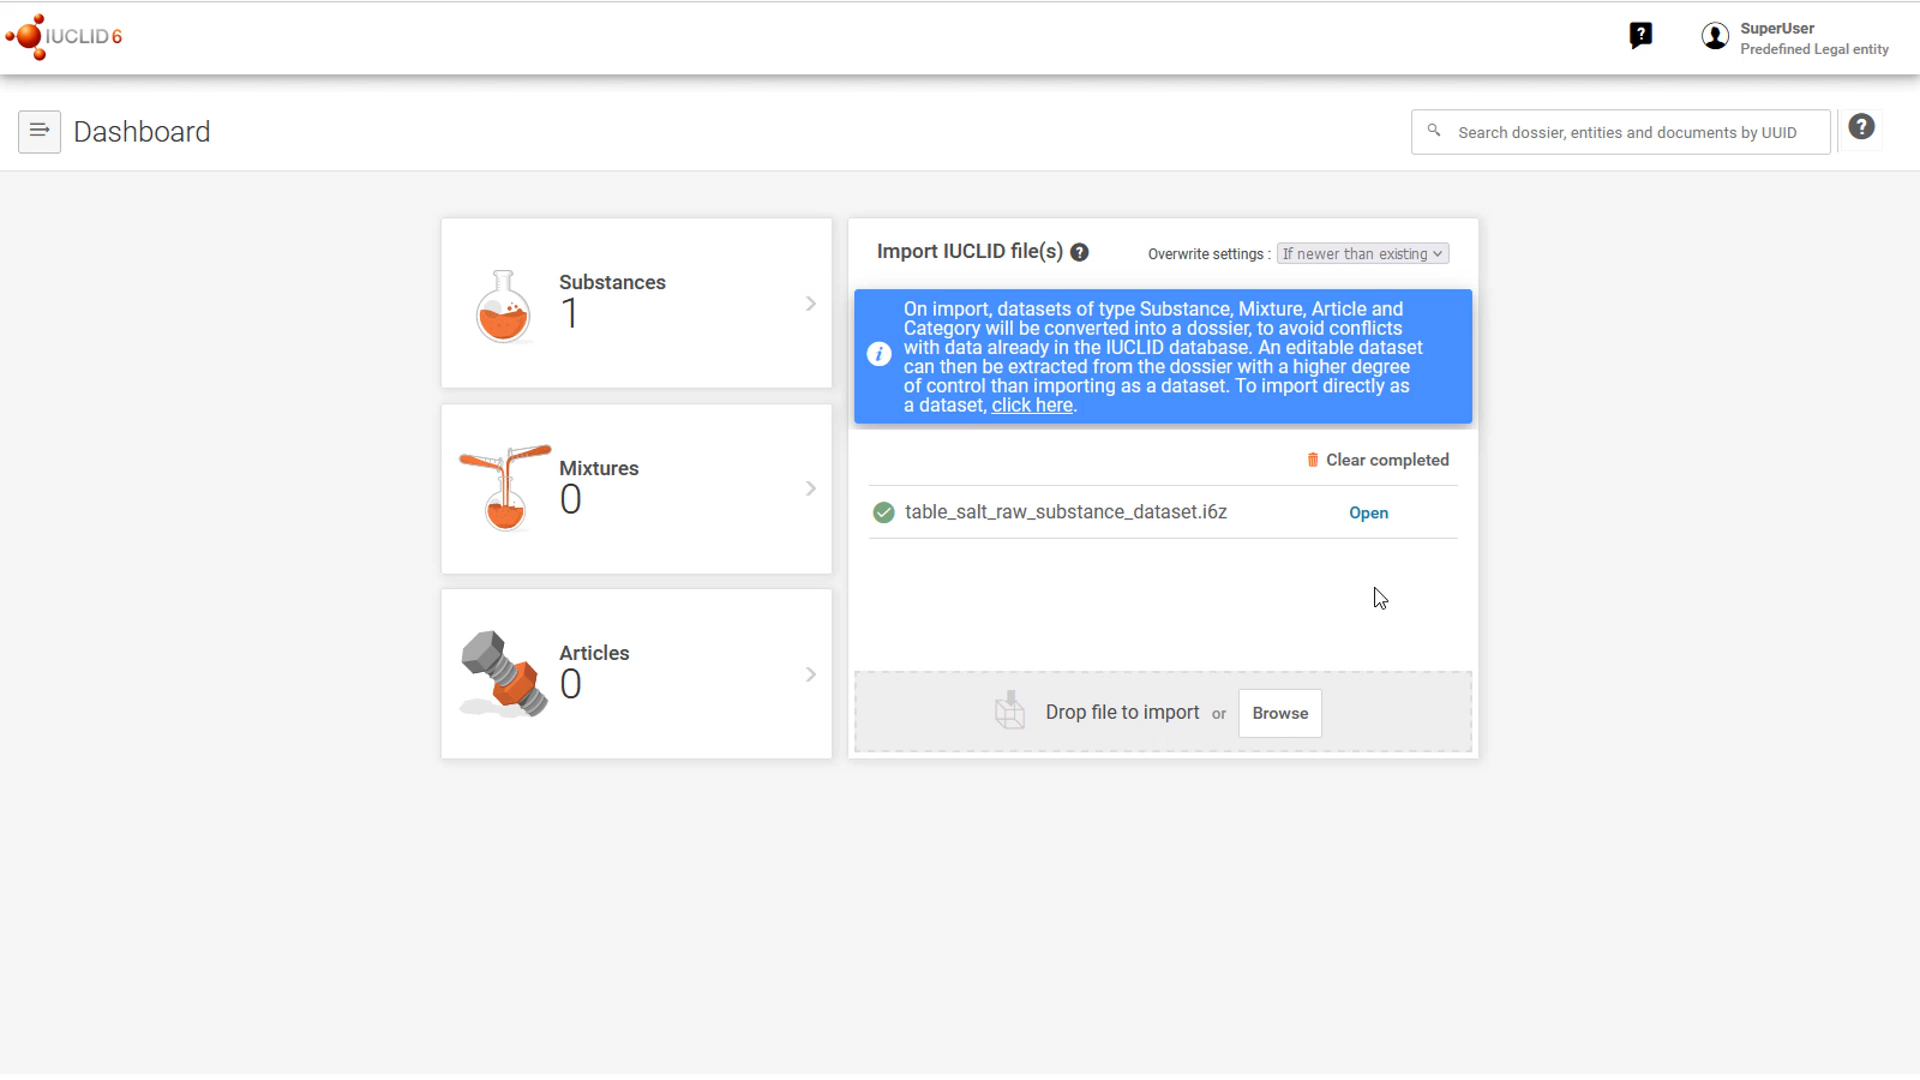 IUCLID 6
SuperUser
Predefined Legal entity
Dashboard
Search dossier, entities and documents by UUID
Substances
1
Mixtures
0
Articles
0
Import IUCLID file(s)
Overwrite settings :
If newer than existing
On import, datasets of type Substance, Mixture, Article and
Category will be converted into a dossier, to avoid conflicts
with data already in the IUCLID database. An editable dataset
can then be extracted from the dossier with a higher degree
of control than importing as a dataset. To import directly as
a dataset, click here.
Clear completed
table_salt_raw_substance_dataset.i6z
Open
Drop file to import or Browse